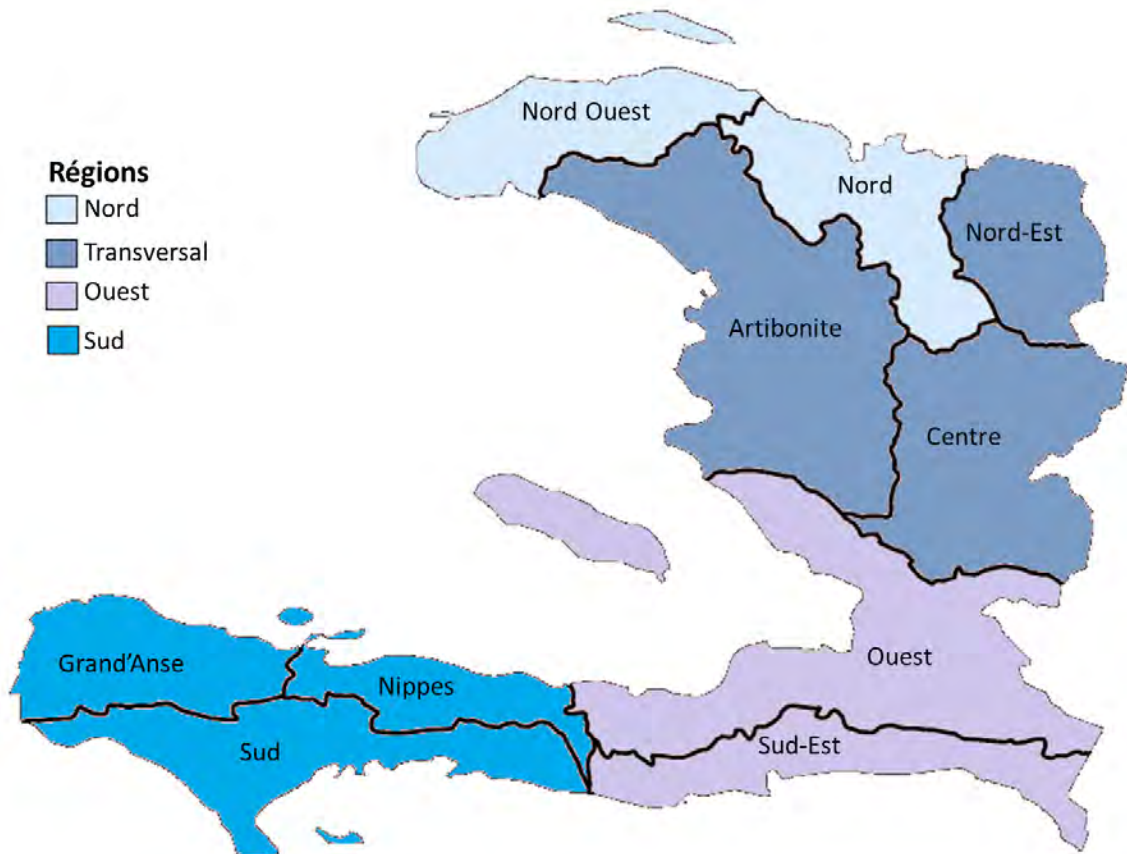 Régions
Nord
Transversal
Ouest
Sud
Nord Ouest
Nord
Nord-Est
Artibonite
Centre
Ouest
Sud-Est
Grand'Anse
Nippes
Sud